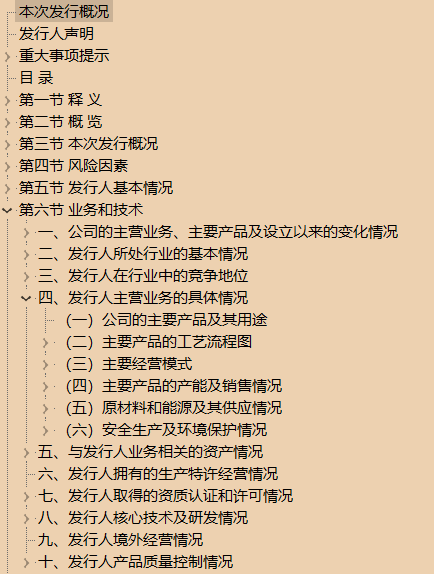 本次发行概况
发行人声明
重大事项提示
目 录
第一节 释 义
第二节 概 览
第三节 本次发行概况
第四节 风险因素
第五节 发行人基本情况
第六节 业务和技术
一、公司的主营业务、主要产品及设立以来的变化情况
二、发行人所处行业的基本情况
三、发行人在行业中的竞争地位
四、发行人主营业务的具体情况
（一）公司的主要产品及其用途
（二）主要产品的工艺流程图
（三）主要经营模式
（四）主要产品的产能及销售情况
（五）原材料和能源及其供应情况
（六）安全生产及环境保护情况
五、与发行人业务相关的资产情况
六、发行人拥有的生产特许经营情况
七、发行人取得的资质认证和许可情况
八、发行人核心技术及研发情况
九、发行人境外经营情况
十、发行人产品质量控制情况